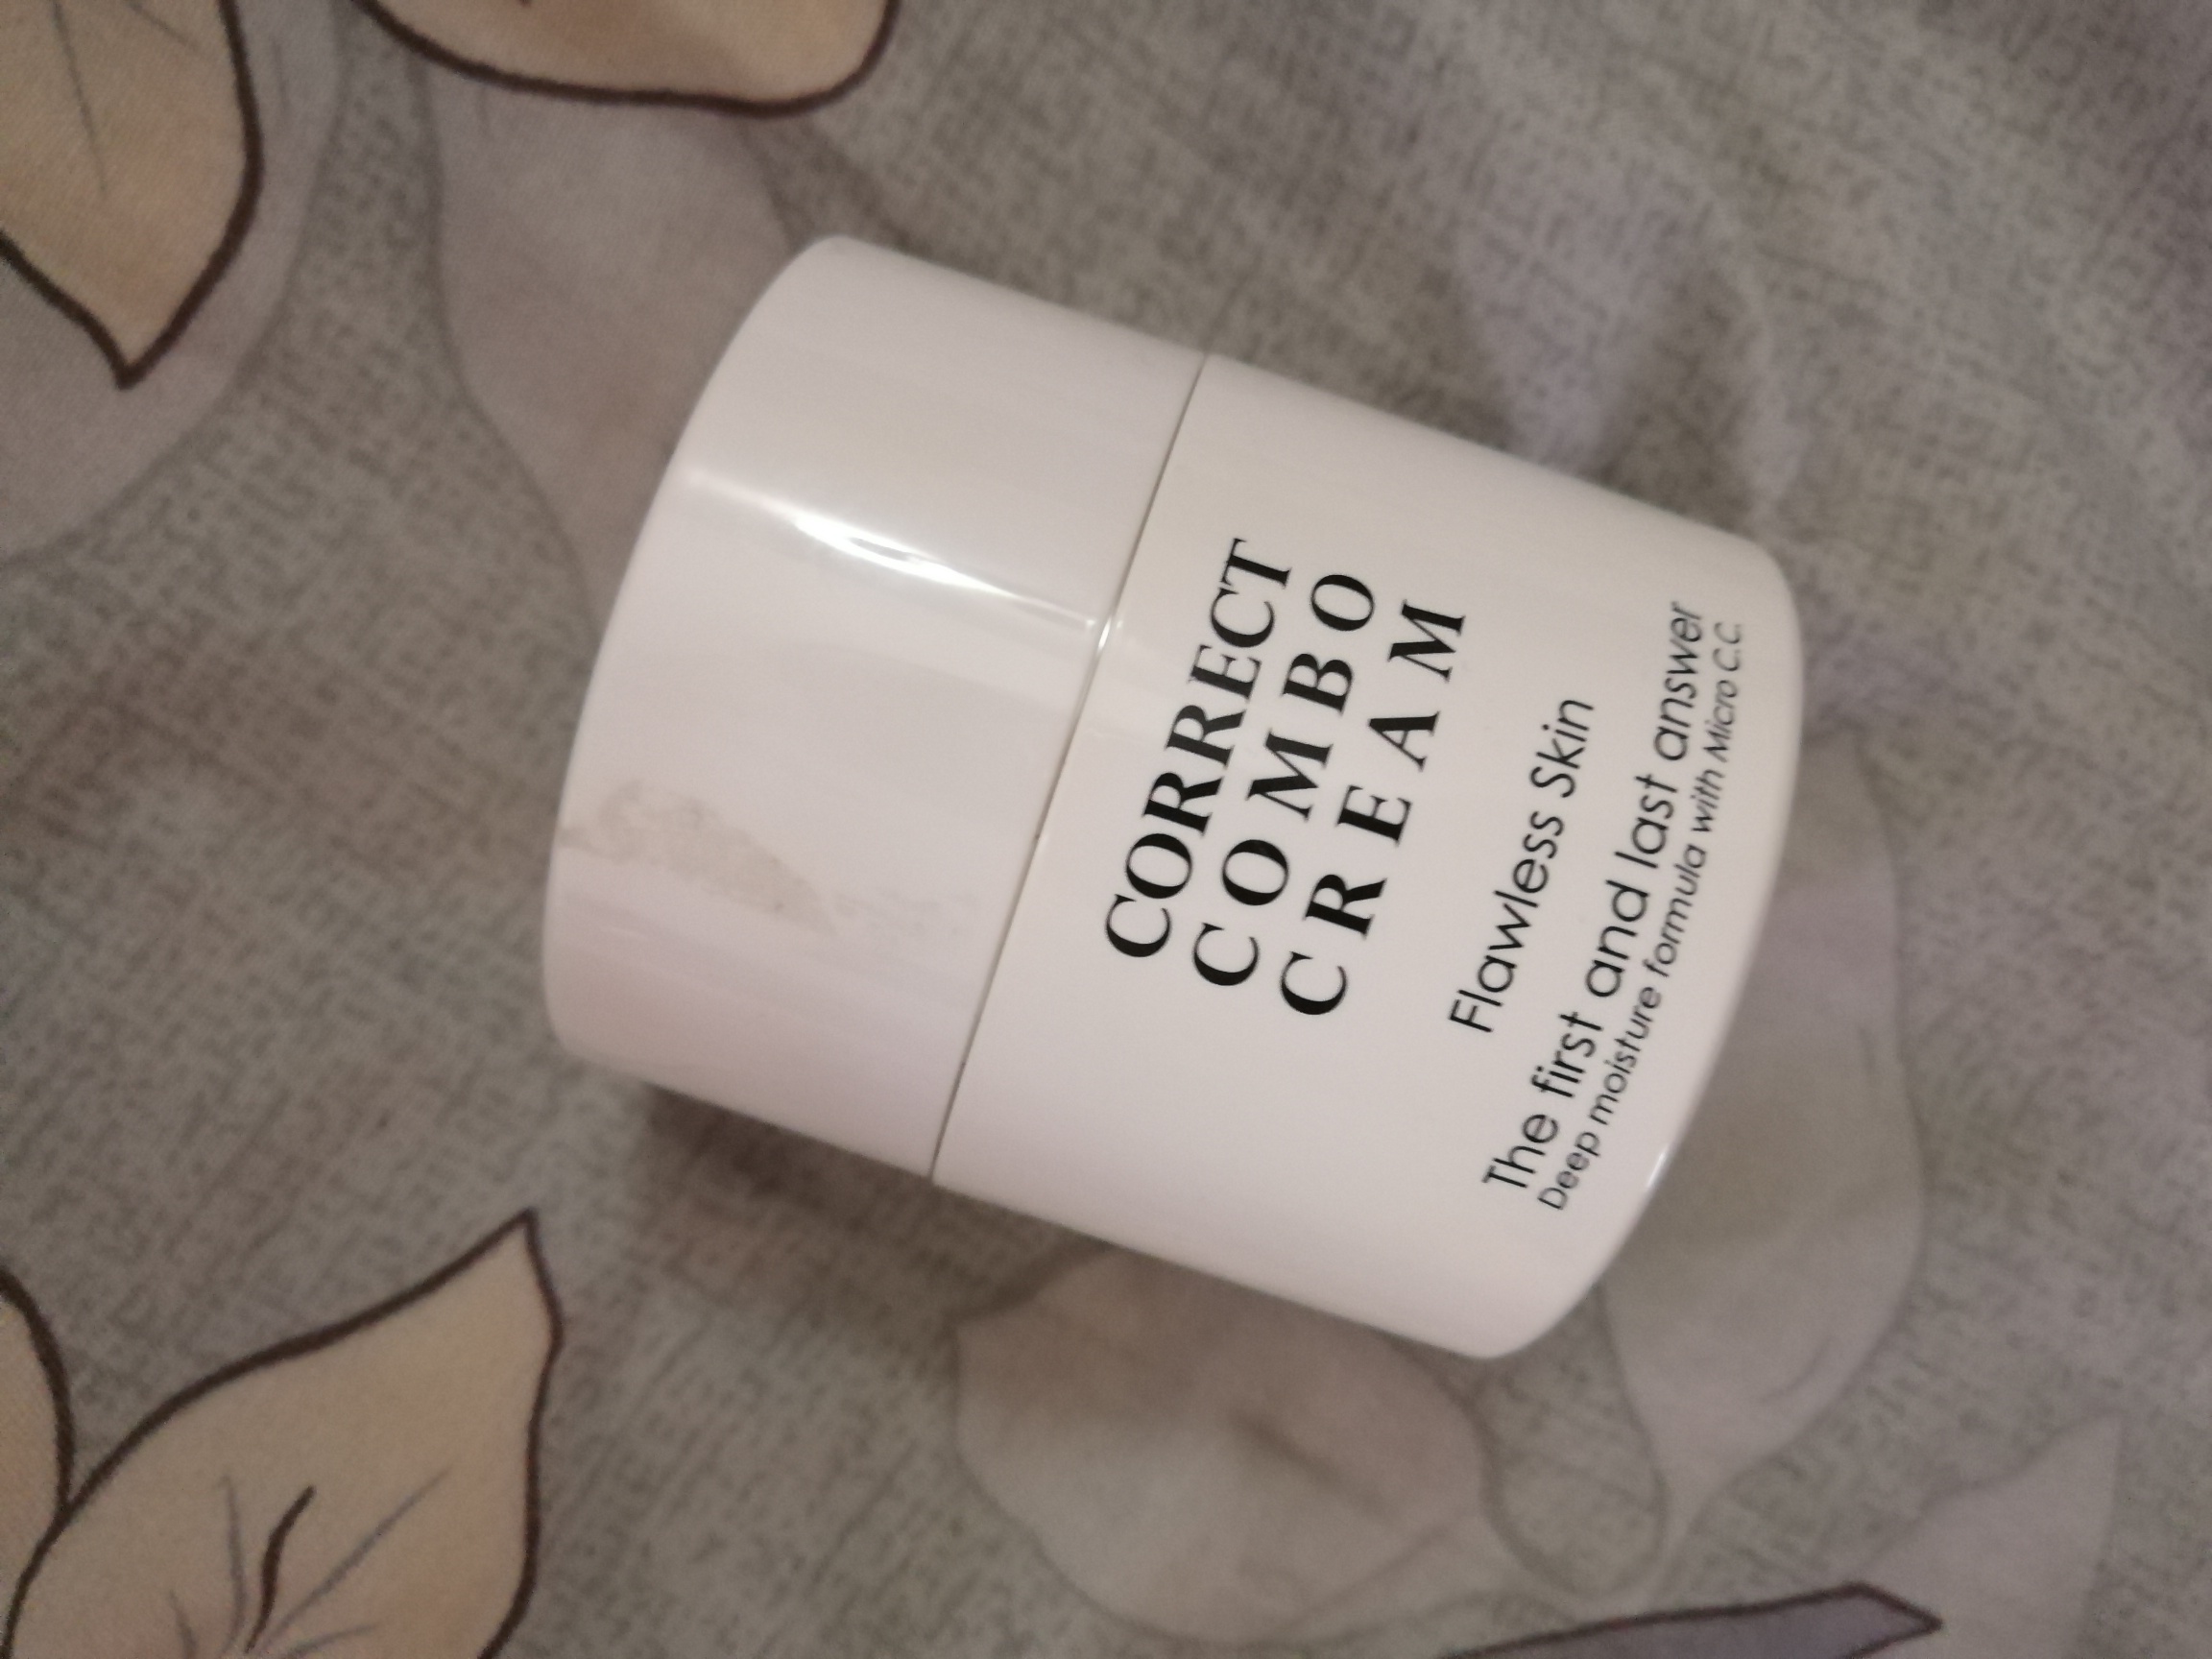 CORRECT
COMBO
CREAM
Flawless Skin
The first and last answer
Deep moisture formula with Micro C.C.